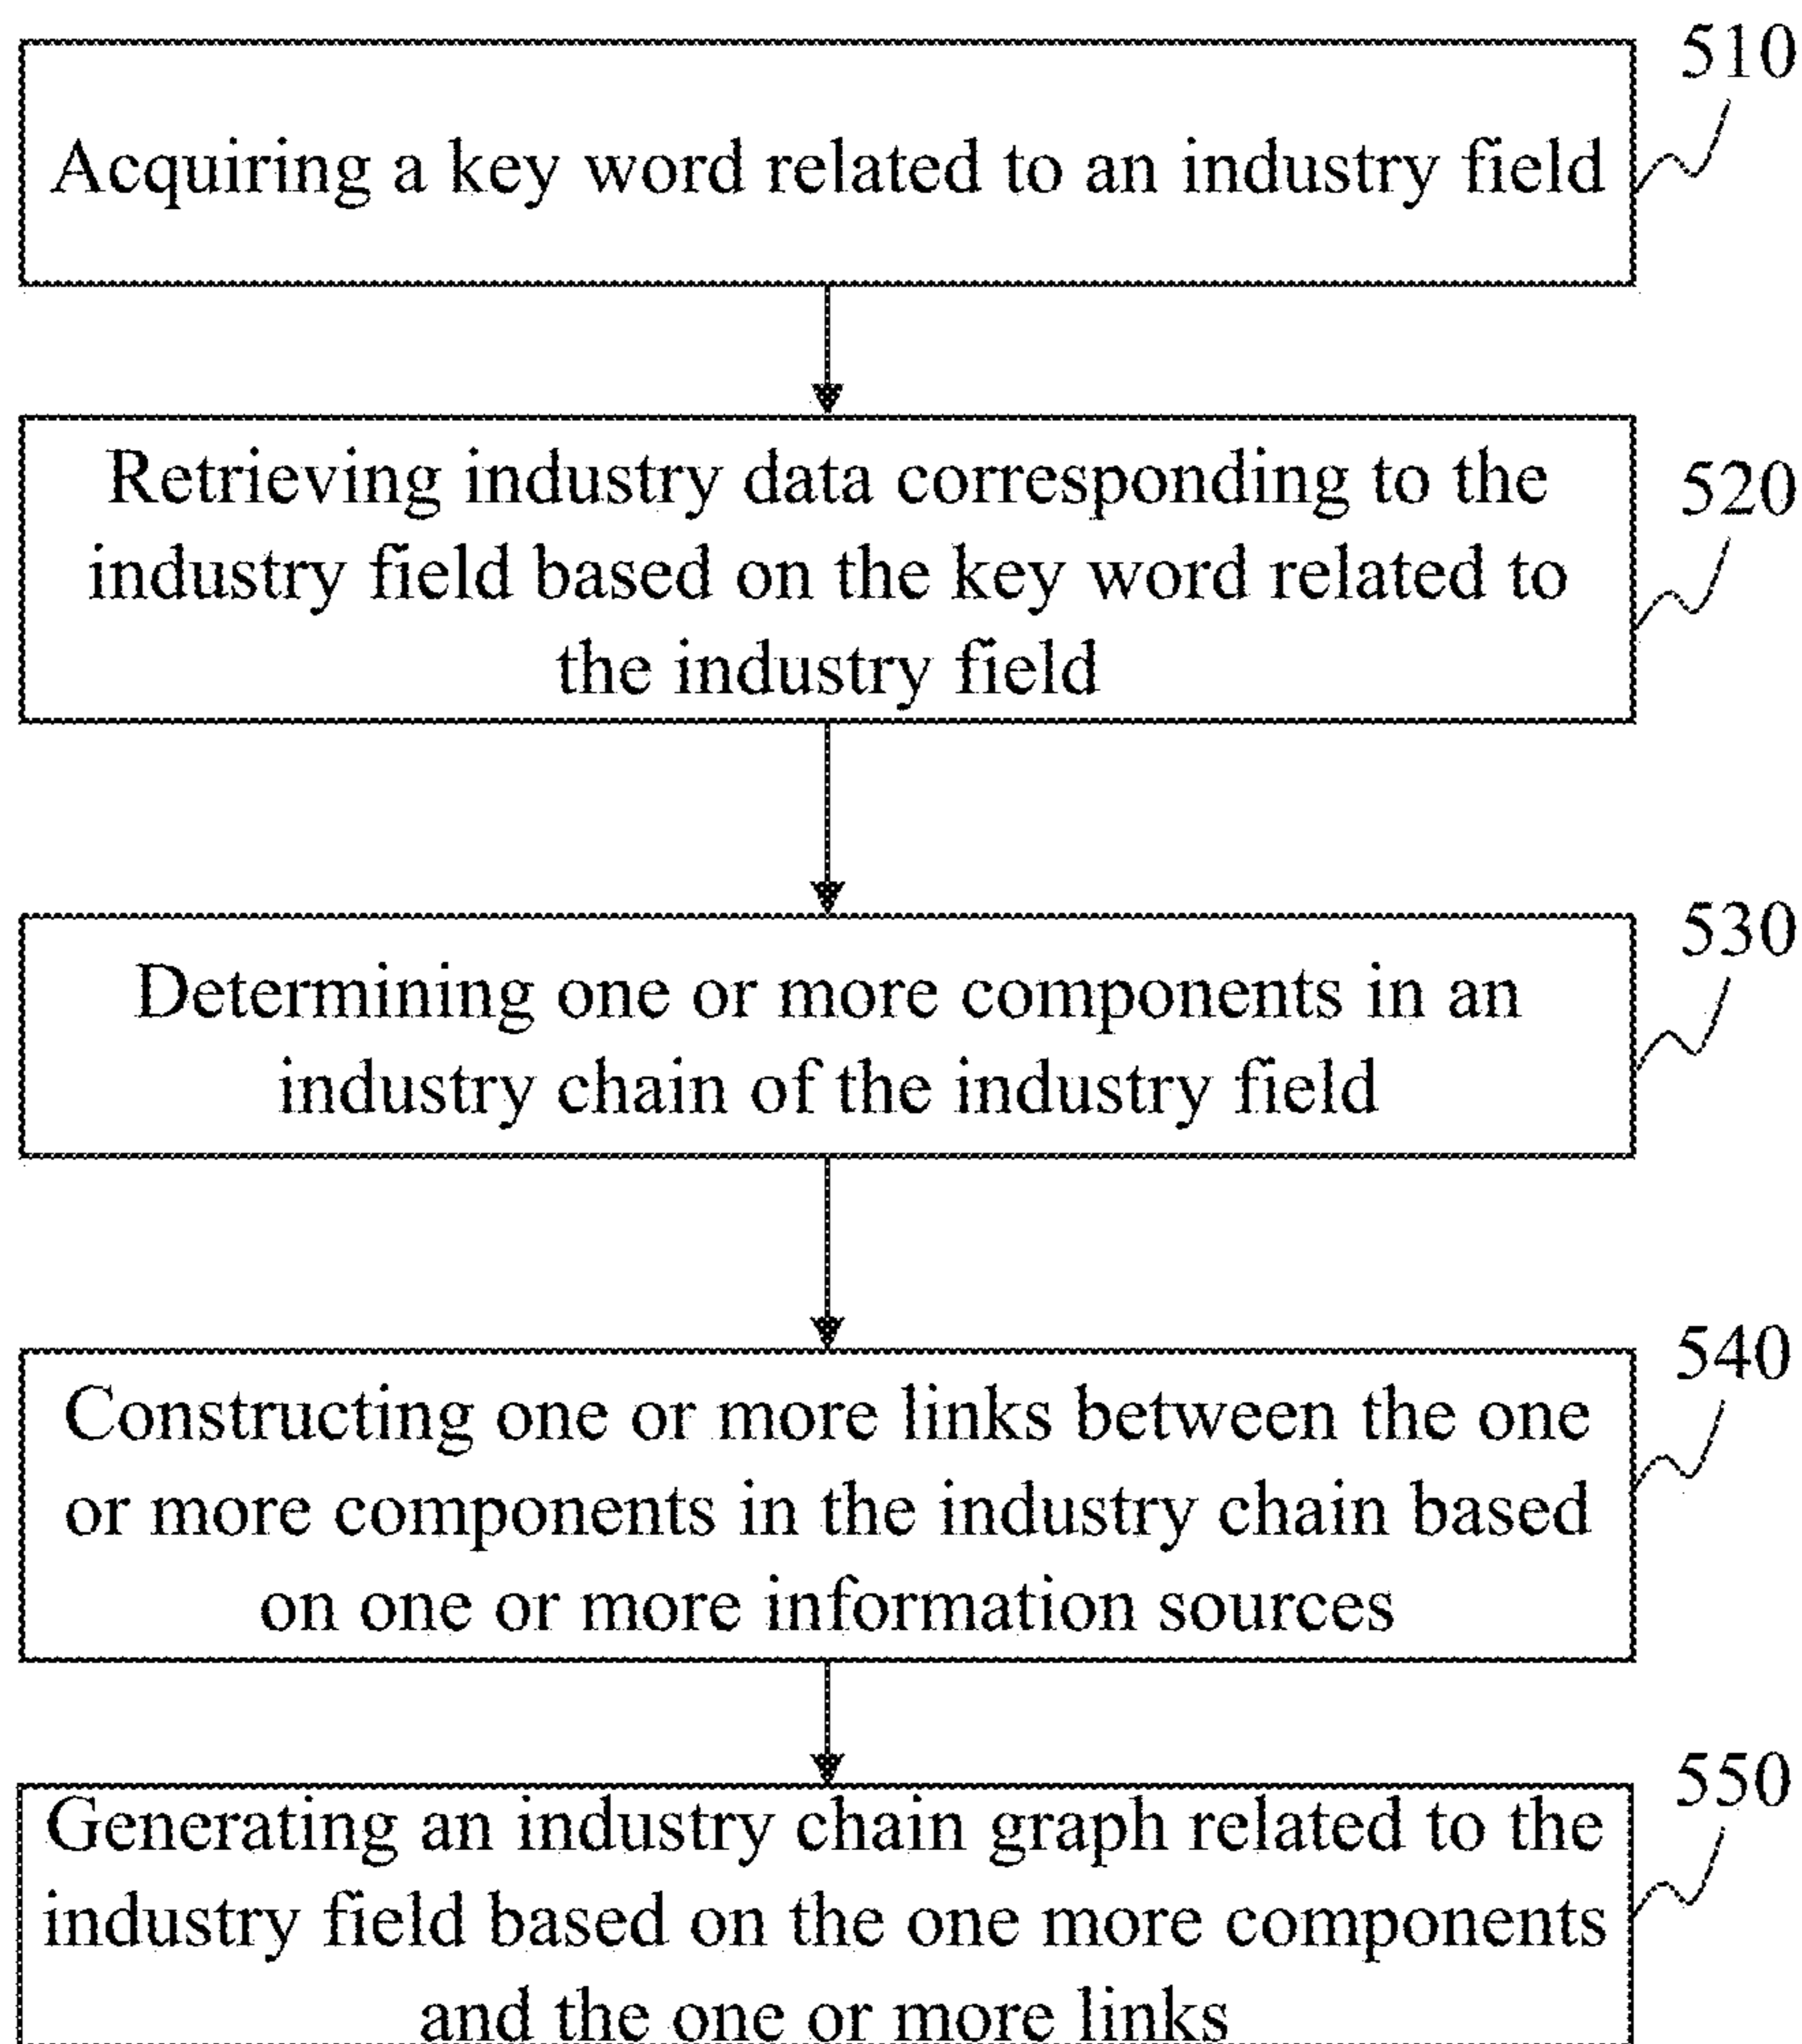 510
Acquiring a key word related to an industry field
520
Retrieving industry data corresponding to the
industry field based on the key word related to
the industry field
530
Determining one or more components in an
industry chain of the industry field
540
Constructing one or more links between the one
or more components in the industry chain based
on one or more information sources
550
Generating an industry chain graph related to the
industry field based on the one more components
and the one or more links